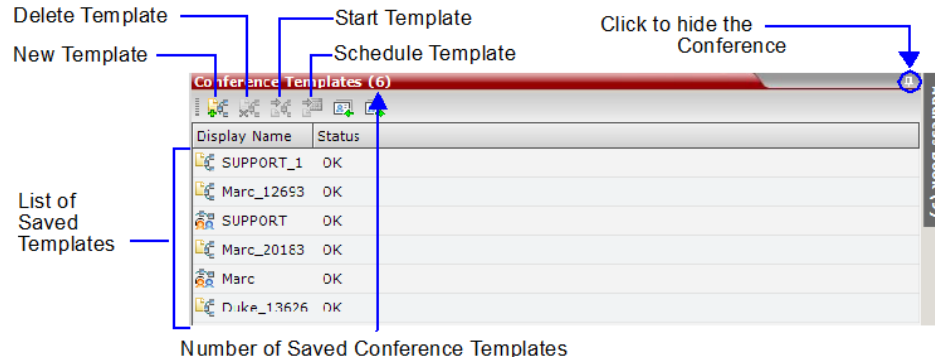 Delete Template
Start Template
Click to hide the
Conference
New Template
Schedule Template
Conference Templates (6)
Display Name Status
SUPPORT_1 OK
Marc_12693 OK
SUPPORT OK
List of
Saved
Templates
Marc_20183 OK
Marc OK
Duke_13626 OK
Number of Saved Conference Templates